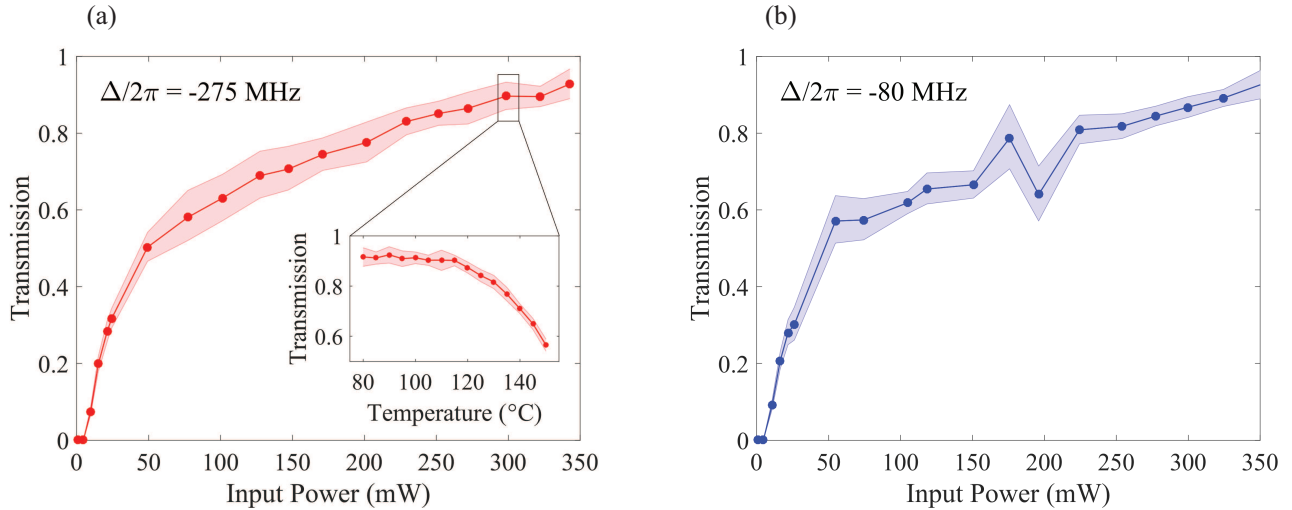 (a)
Δ/2π = -275 MHz
Transmission
1
0.8
0.6
0.4
0.2
0
0 50 100 150 200 250 300 350
Input Power (mW)
Transmission
1
0.8
0.6
80 100 120 140
Temperature (°C)
(b)
Δ/2π = -80 MHz
Transmission
1
0.8
0.6
0.4
0.2
0
0 50 100 150 200 250 300 350
Input Power (mW)